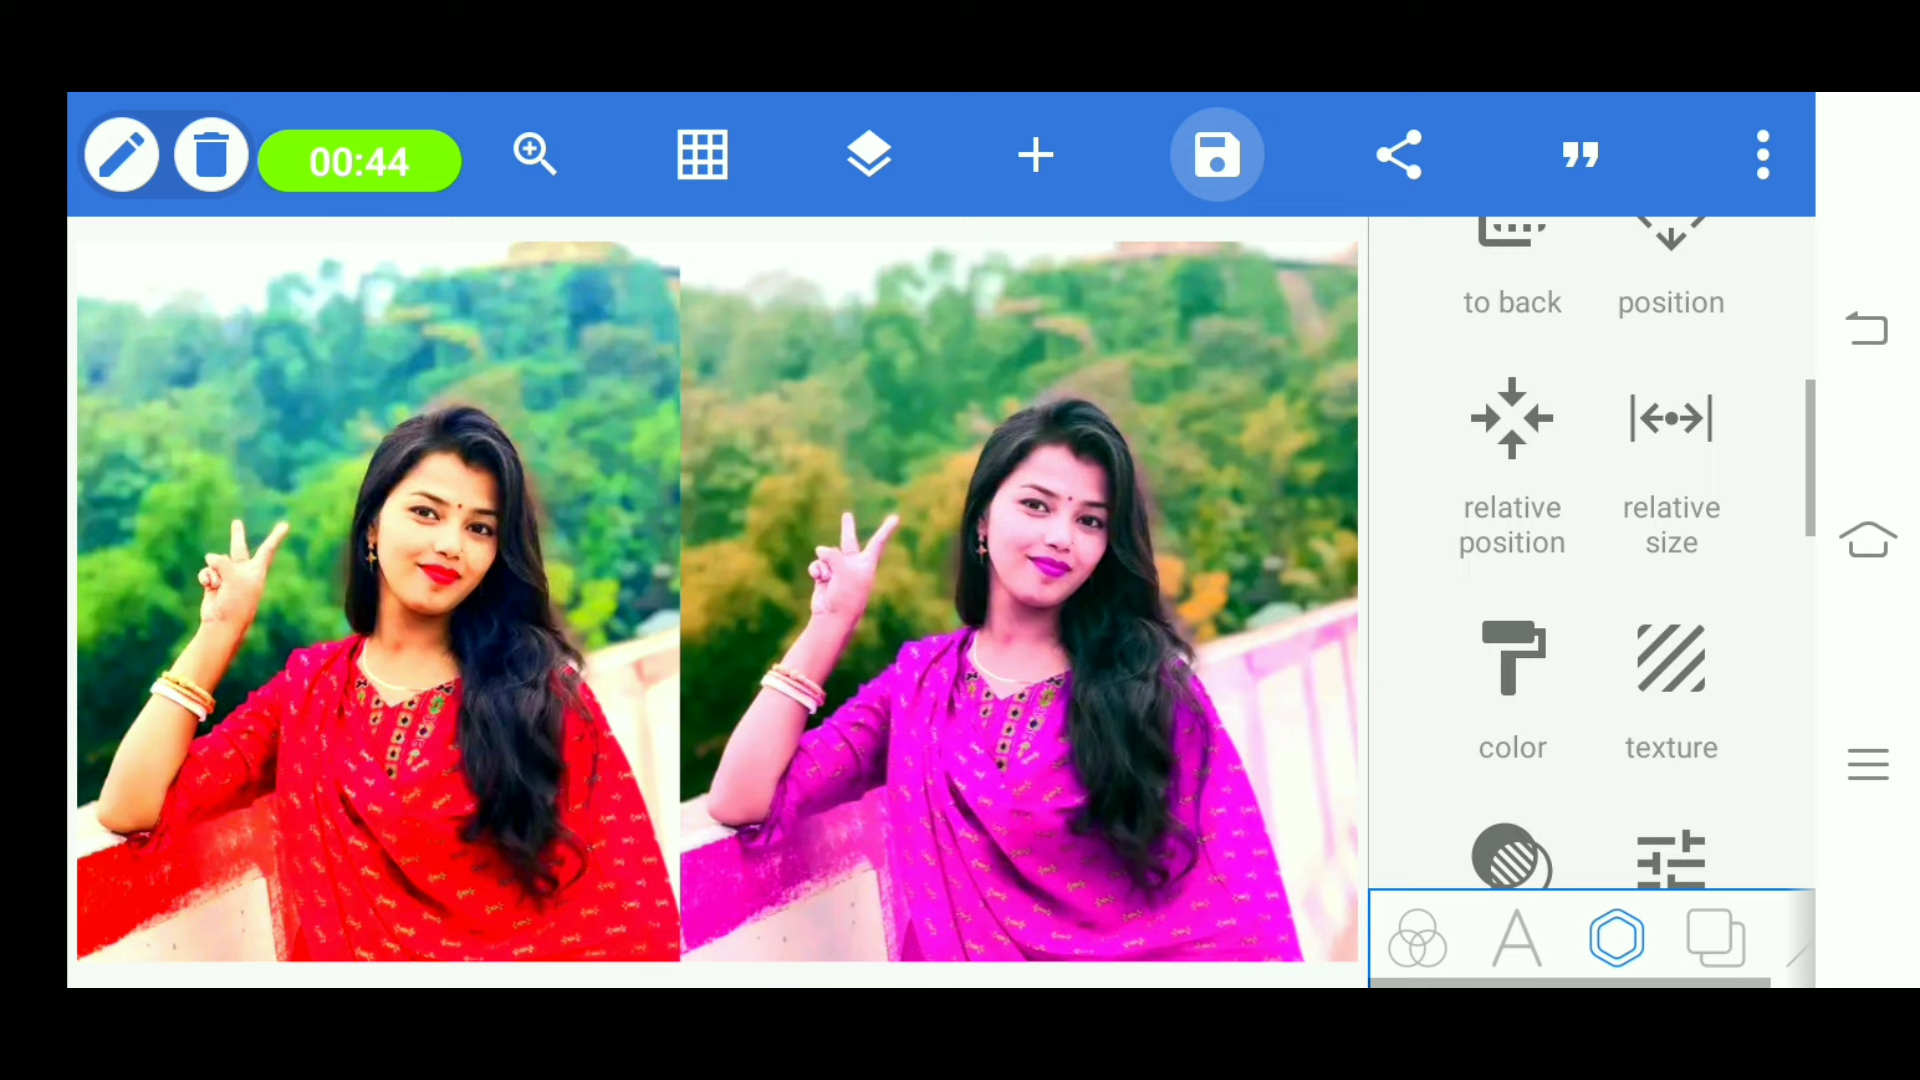 00:44
to back
position
relative
position
relative
size
color
texture